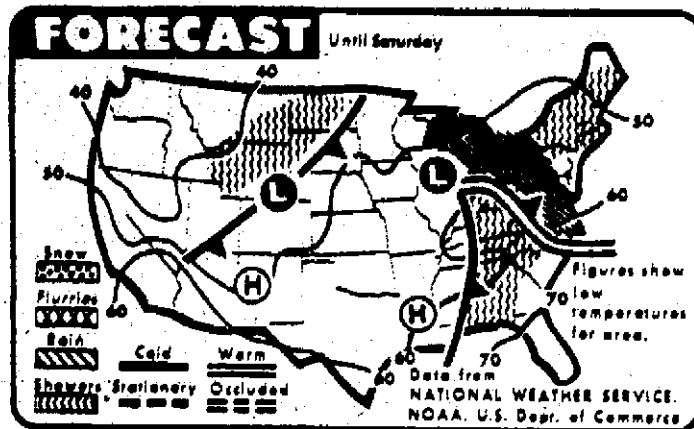 FORECAST Until Saturday
40
40
50
50
L
L
60
Snow
H
Figures show
Flurries
60
70
low
H
temperatures
Rain
Cold
Warm
for area.
60
70
60
Data from
Showers Stationary Occluded
NATIONAL WEATHER SERVICE.
NOAA, U.S. Dept. of Commerce